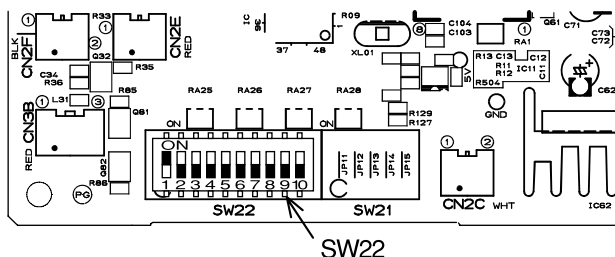 1
R33
1
CN2E
RED
BLK
CN2F
2
Q32
C34
R36
R35
IC
36
37
48
R09
XL01
8
C104
C103
RA1
1
Q61
C71
C73
C72
R13
C13
C12
R11
R12
IC11
C11
R504
5V
GND
C62
1
L31
3
R85
Q81
CN3B
RED
Q82
R86
PG
RA25
RA26
RA27
RA28
ON
ON
R129
R127
ON
1 2 3 4 5 6 7 8 9 10
JP11
JP12
JP13
JP14
JP15
C
SW22
SW21
1
2
CN2C
WHT
IC62
SW22